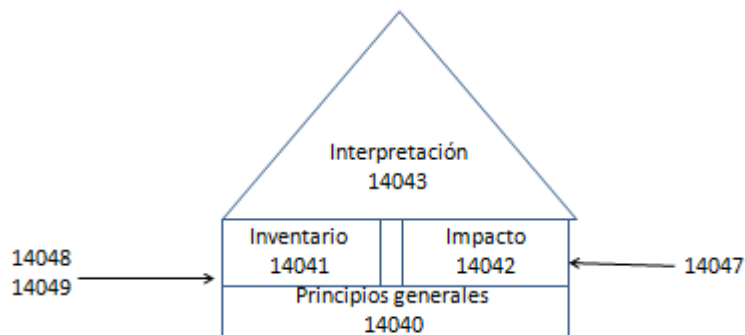 Interpretación
14043
Inventario
14041
Impacto
14042
14048
14049
14047
Principios generales
14040